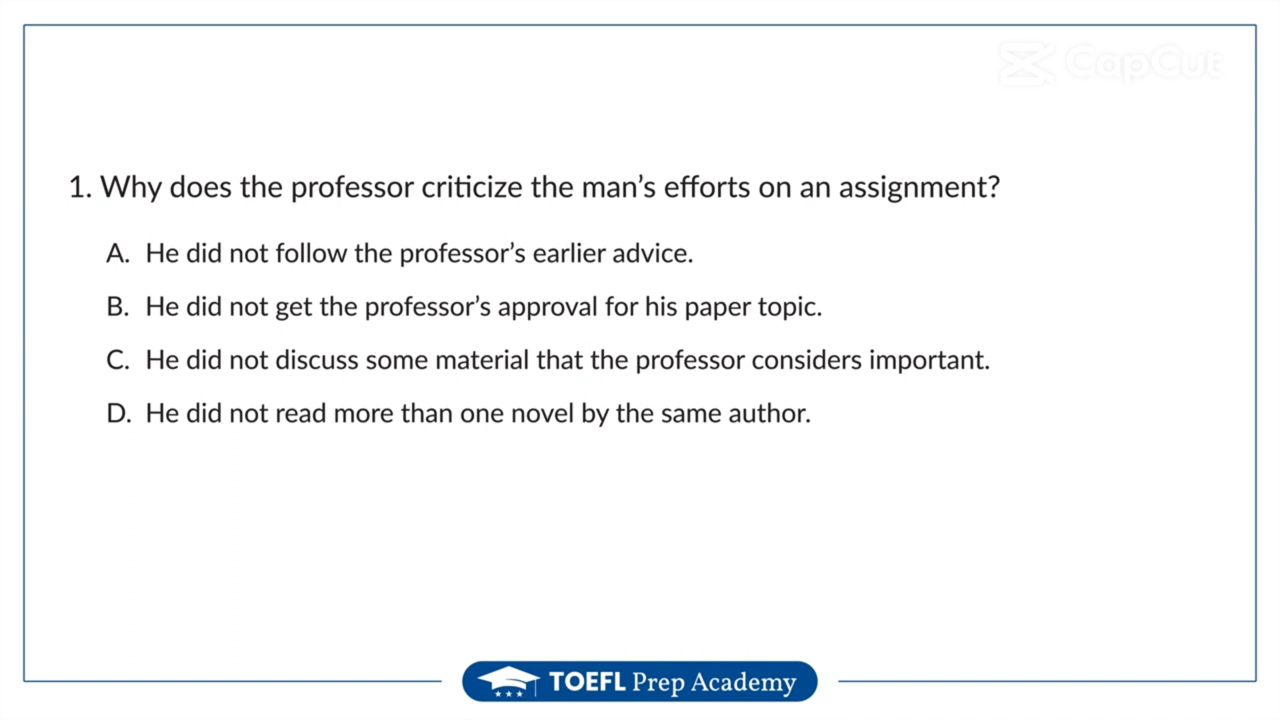 CapCut
1. Why does the professor criticize the man’s efforts on an assignment?
A. He did not follow the professor’s earlier advice.
B. He did not get the professor’s approval for his paper topic.
C. He did not discuss some material that the professor considers important.
D. He did not read more than one novel by the same author.
TOEFL Prep Academy